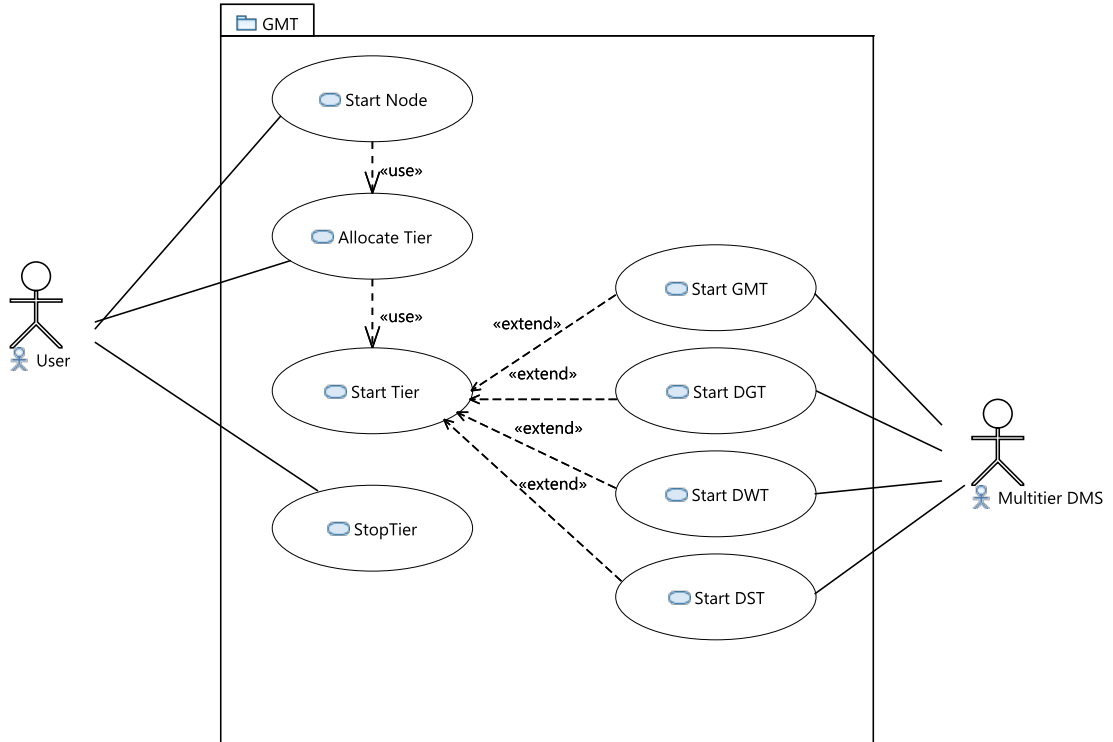 GMT
Start Node
«use»
Allocate Tier
Start GMT
«use»
«extend»
User
«extend»
Start Tier
Start DGT
«extend»
«extend»
Start DWT
Multitier DMS
StopTier
Start DST